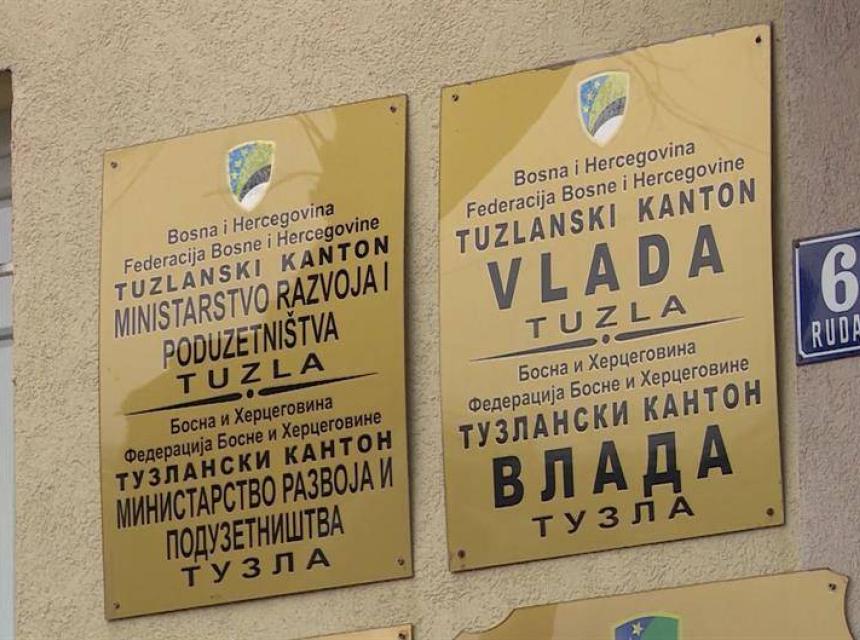 Bosna i Hercegovina
Federacija Bosne i Hercegovine
TUZLANSKI KANTON
MINISTARSTVO RAZVOJA I
PODUZETNIŠTVA
TUZLA
Босна и Херцеговина
Федерација Босне и Херцеговине
ТУЗЛАНСКИ КАНТОН
МИНИСТАРСТВО РАЗВОЈА И
ПОДУЗЕТНИШТВА
ТУЗЛА
Bosna i Hercegovina
Federacija Bosne i Hercegovine
TUZLANSKI KANTON
VLADA
TUZLA
Босна и Херцеговина
Федерације Босне и Херцеговине
ТУЗЛАНСКИ КАНТОН
ВЛАДА
ТУЗЛА
6